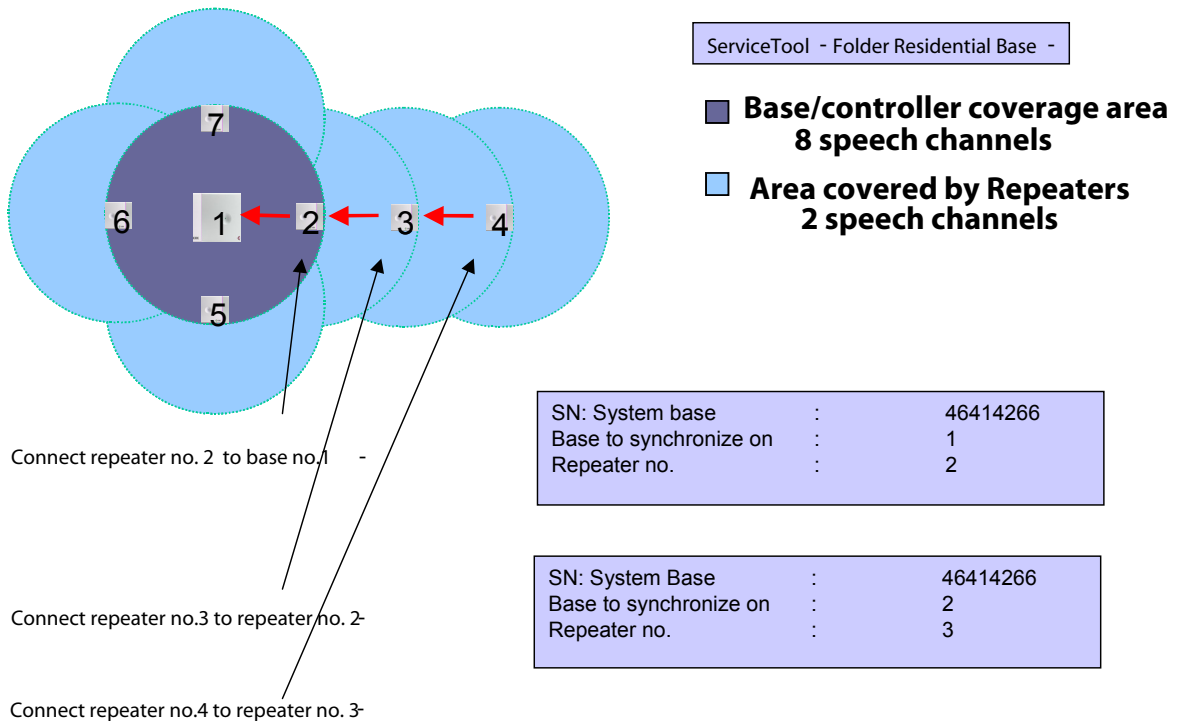 ServiceTool - Folder Residential Base -
Base/controller coverage area
8 speech channels
Area covered by Repeaters
2 speech channels
7
6
1
2
3
4
5
Connect repeater no. 2 to base no.1 -
SN: System base : 46414266
Base to synchronize on : 1
Repeater no. : 2
Connect repeater no.3 to repeater no. 2-
SN: System Base : 46414266
Base to synchronize on : 2
Repeater no. : 3
Connect repeater no.4 to repeater no. 3-